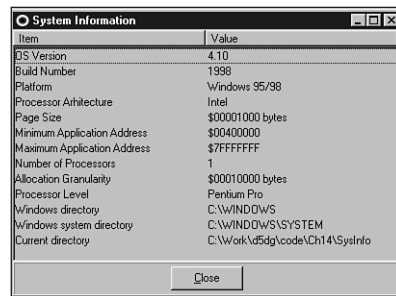 System Information
Item Value
OS Version 4.10
Build Number 1998
Platform Windows 95/98
Processor Arhitecture Intel
Page Size $00001000 bytes
Minimum Application Address $00400000
Maximum Application Address $7FFFFFFF
Number of Processors 1
Allocation Granularity $00010000 bytes
Processor Level Pentium Pro
Windows directory C:\WINDOWS
Windows system directory C:\WINDOWS\SYSTEM
Current directory C:\Work\d5dg\code\Ch14\SysInfo
Close